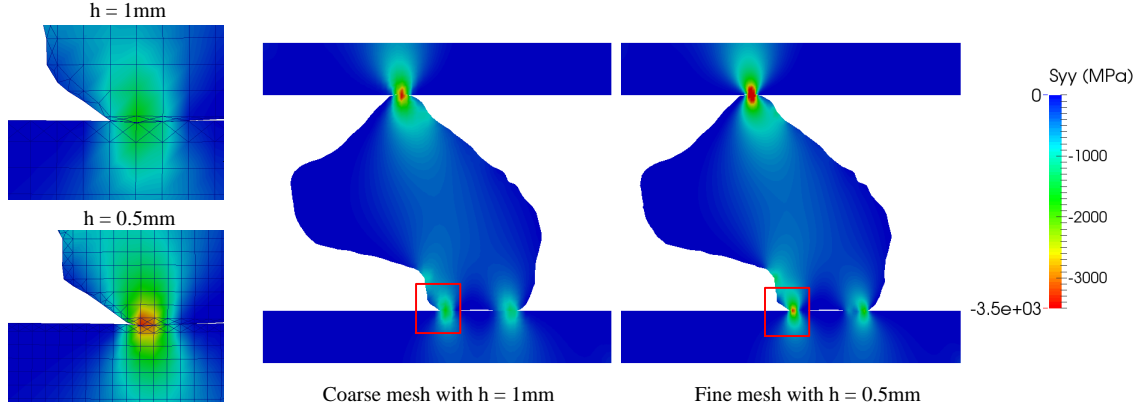 h = 1mm
h = 0.5mm
Syy (MPa)
0
-1000
-2000
-3000
-3.5e+03
Coarse mesh with h = 1mm
Fine mesh with h = 0.5mm